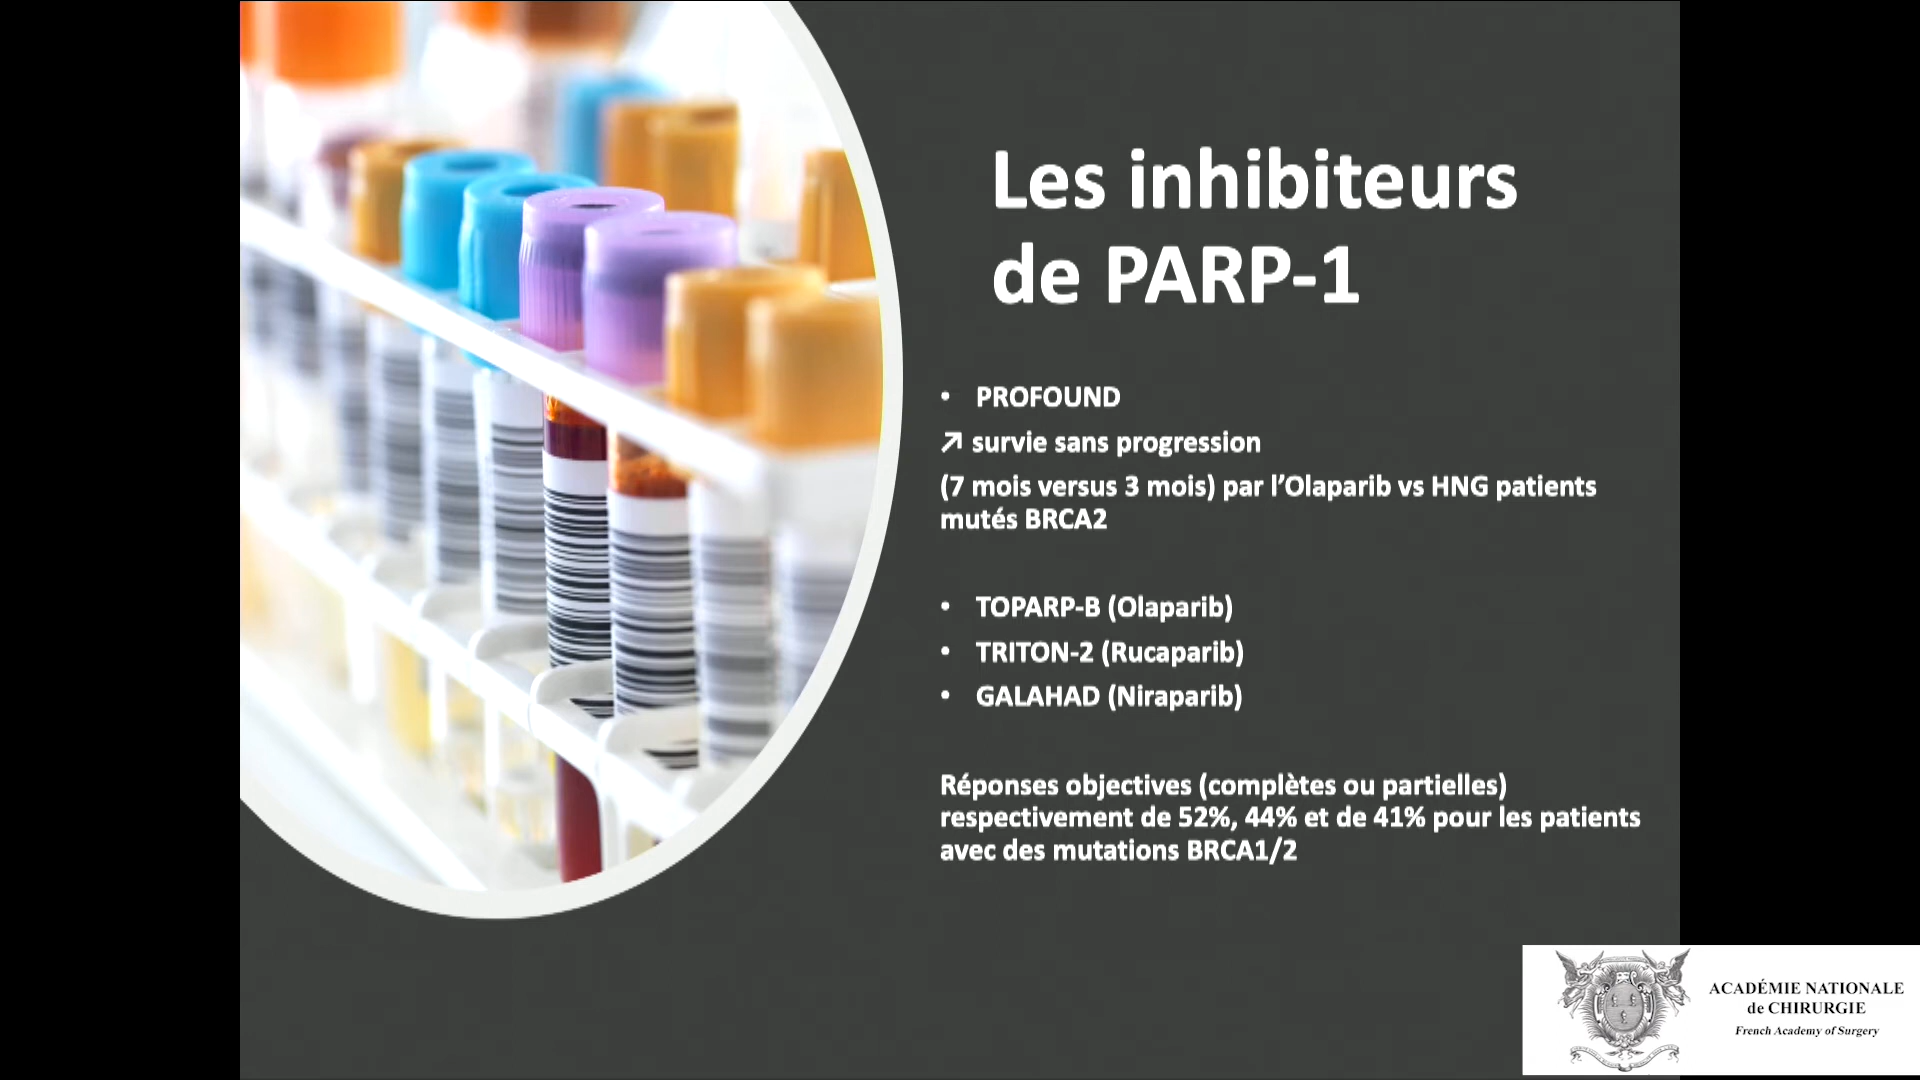 Les inhibiteurs
de PARP-1
• PROFOUND
↗ survie sans progression
(7 mois versus 3 mois) par l’Olaparib vs HNG patients
mutés BRCA2
• TOPARP-B (Olaparib)
• TRITON-2 (Rucaparib)
• GALAHAD (Niraparib)
Réponses objectives (complètes ou partielles)
respectivement de 52%, 44% et de 41% pour les patients
avec des mutations BRCA1/2
ACADÉMIE NATIONALE
de CHIRURGIE
French Academy of Surgery